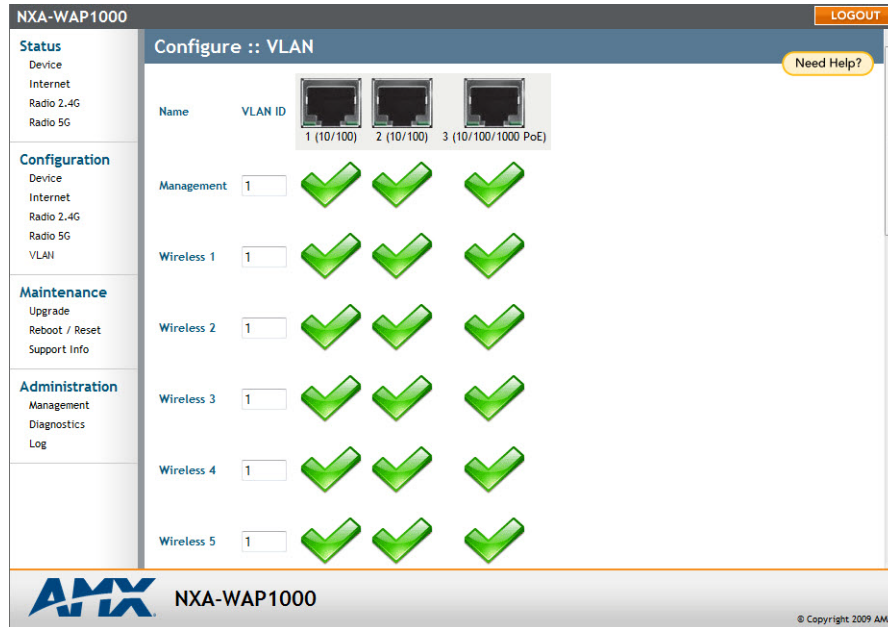 NXA-WAP1000
LOGOUT
Status
Device
Internet
Radio 2.4G
Radio 5G
Configuration
Device
Internet
Radio 2.4G
Radio 5G
VLAN
Maintenance
Upgrade
Reboot / Reset
Support Info
Administration
Management
Diagnostics
Log
Configure :: VLAN
Need Help?
Name VLAN ID
1 (10/100) 2 (10/100) 3 (10/100/1000 PoE)
Management 1
Wireless 1 1
Wireless 2 1
Wireless 3 1
Wireless 4 1
Wireless 5 1
AMX NXA-WAP1000
© Copyright 2009 AM